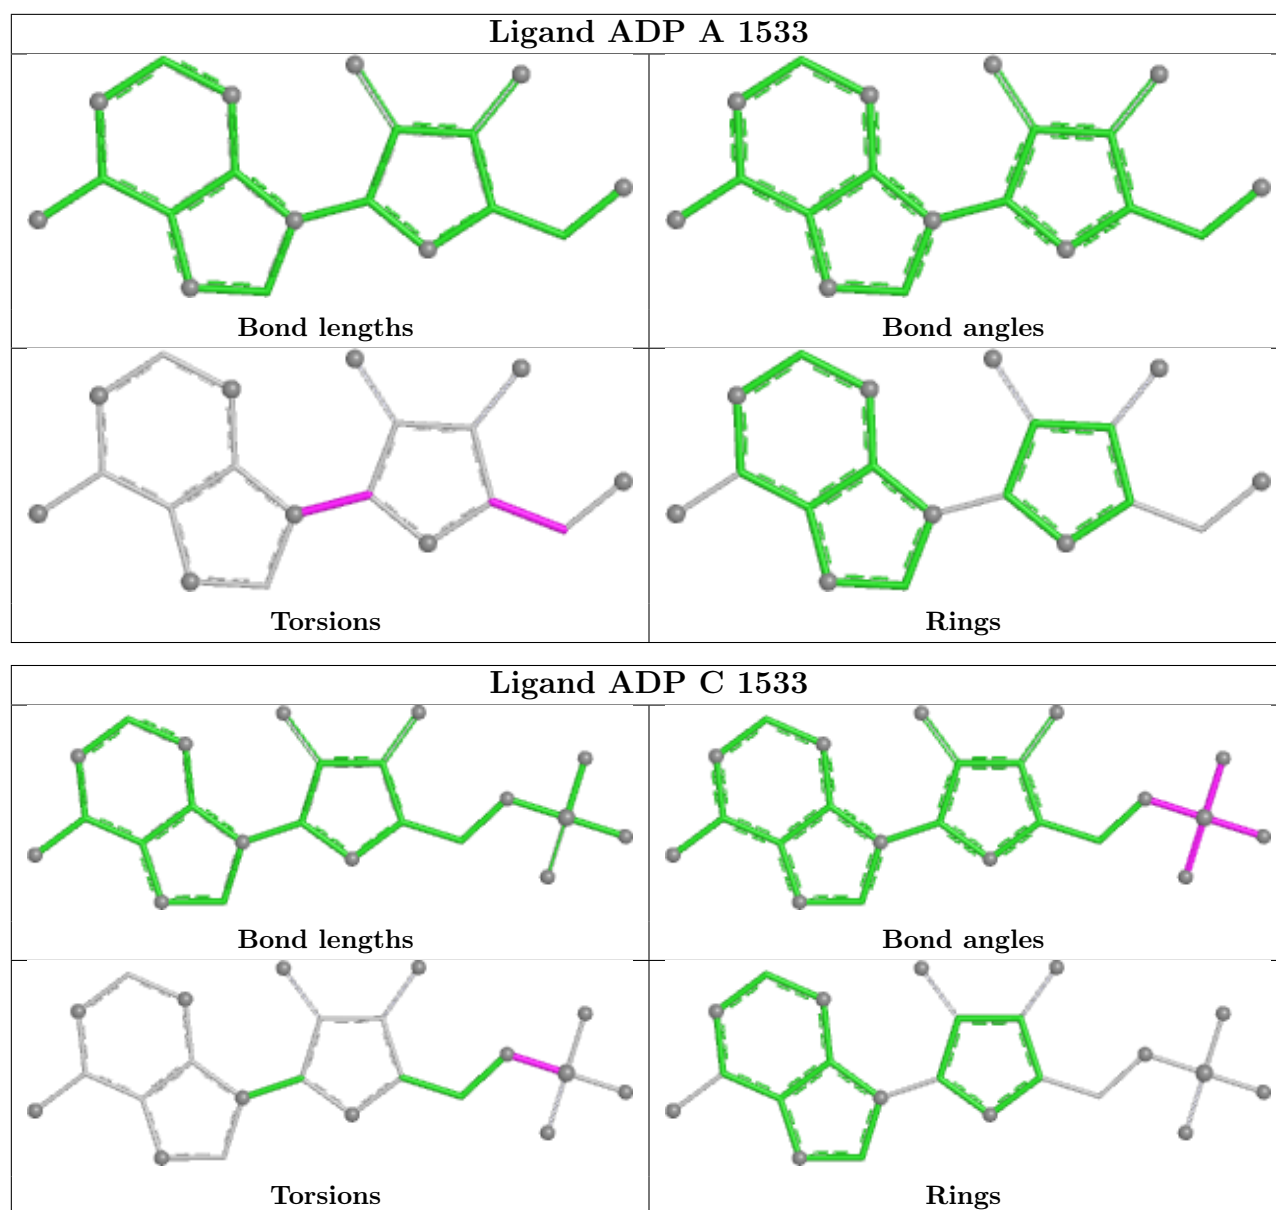 Ligand ADP A 1533
Bond lengths
Bond angles
Torsions
Rings
Ligand ADP C 1533
Bond lengths
Bond angles
Torsions
Rings